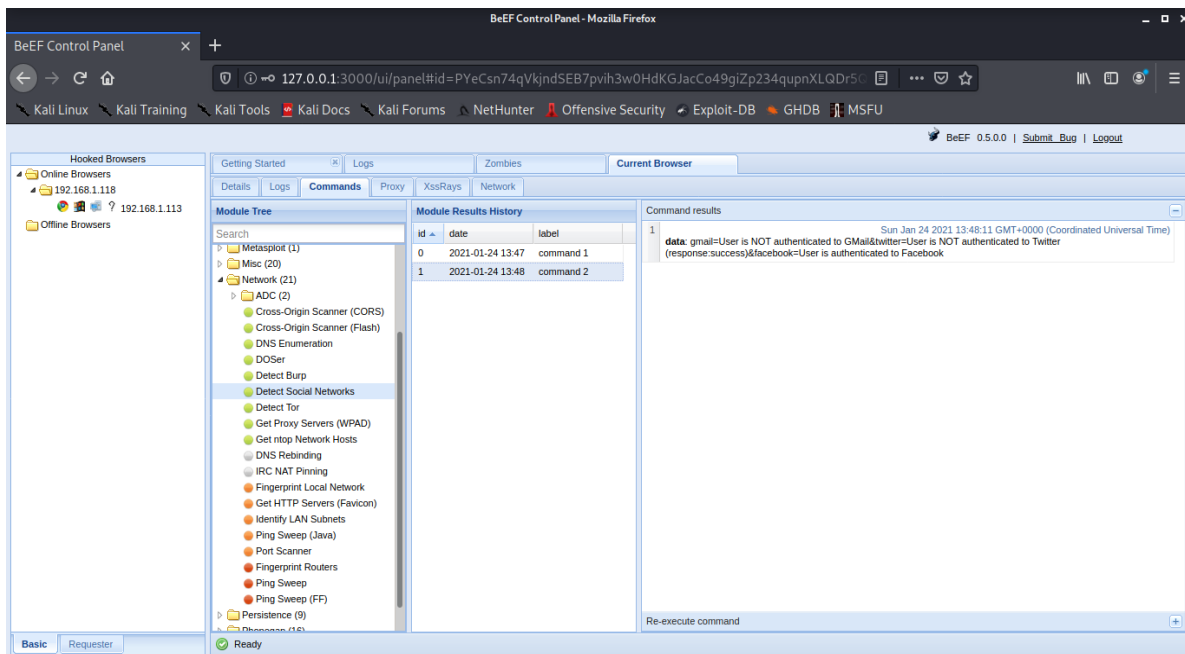 BeEF Control Panel - Mozilla Firefox
BeEF Control Panel
127.0.0.1:3000/ui/panel#id=PYeCsn74qVkjndSEB7pvih3w0HdKGJacCo49giZp234qupnXLQDr5
Kali Linux Kali Training Kali Tools Kali Docs Kali Forums NetHunter Offensive Security Exploit-DB GHDB MSFU
BeEF 0.5.0.0 | Submit Bug | Logout
Hooked Browsers
Online Browsers
192.168.1.118
? 192.168.1.113
Offline Browsers
Basic Requester
Getting Started Logs Zombies Current Browser
Details Logs Commands Proxy XssRays Network
Module Tree
Search
Metasploit (1)
Misc (20)
Network (21)
ADC (2)
Cross-Origin Scanner (CORS)
Cross-Origin Scanner (Flash)
DNS Enumeration
DOSer
Detect Burp
Detect Social Networks
Detect Tor
Get Proxy Servers (WPAD)
Get ntop Network Hosts
DNS Rebinding
IRC NAT Pinning
Fingerprint Local Network
Get HTTP Servers (Favicon)
Identify LAN Subnets
Ping Sweep (Java)
Port Scanner
Fingerprint Routers
Ping Sweep
Ping Sweep (FF)
Persistence (9)
Module Results History
id date label
0 2021-01-24 13:47 command 1
1 2021-01-24 13:48 command 2
Command results
1 Sun Jan 24 2021 13:48:11 GMT+0000 (Coordinated Universal Time)
data: gmail=User is NOT authenticated to GMail&twitter=User is NOT authenticated to Twitter
(response:success)&facebook=User is authenticated to Facebook
Re-execute command
Ready